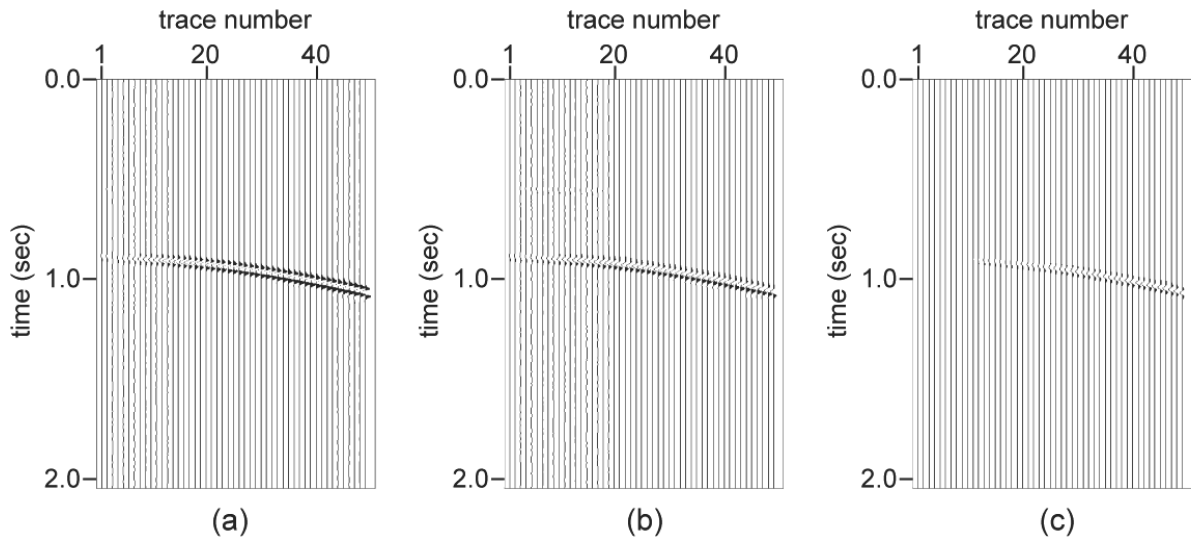 trace number
1 20 40
0.0
time (sec)
1.0
2.0
(a)
trace number
1 20 40
0.0
time (sec)
1.0
2.0
(b)
trace number
1 20 40
0.0
time (sec)
1.0
2.0
(c)